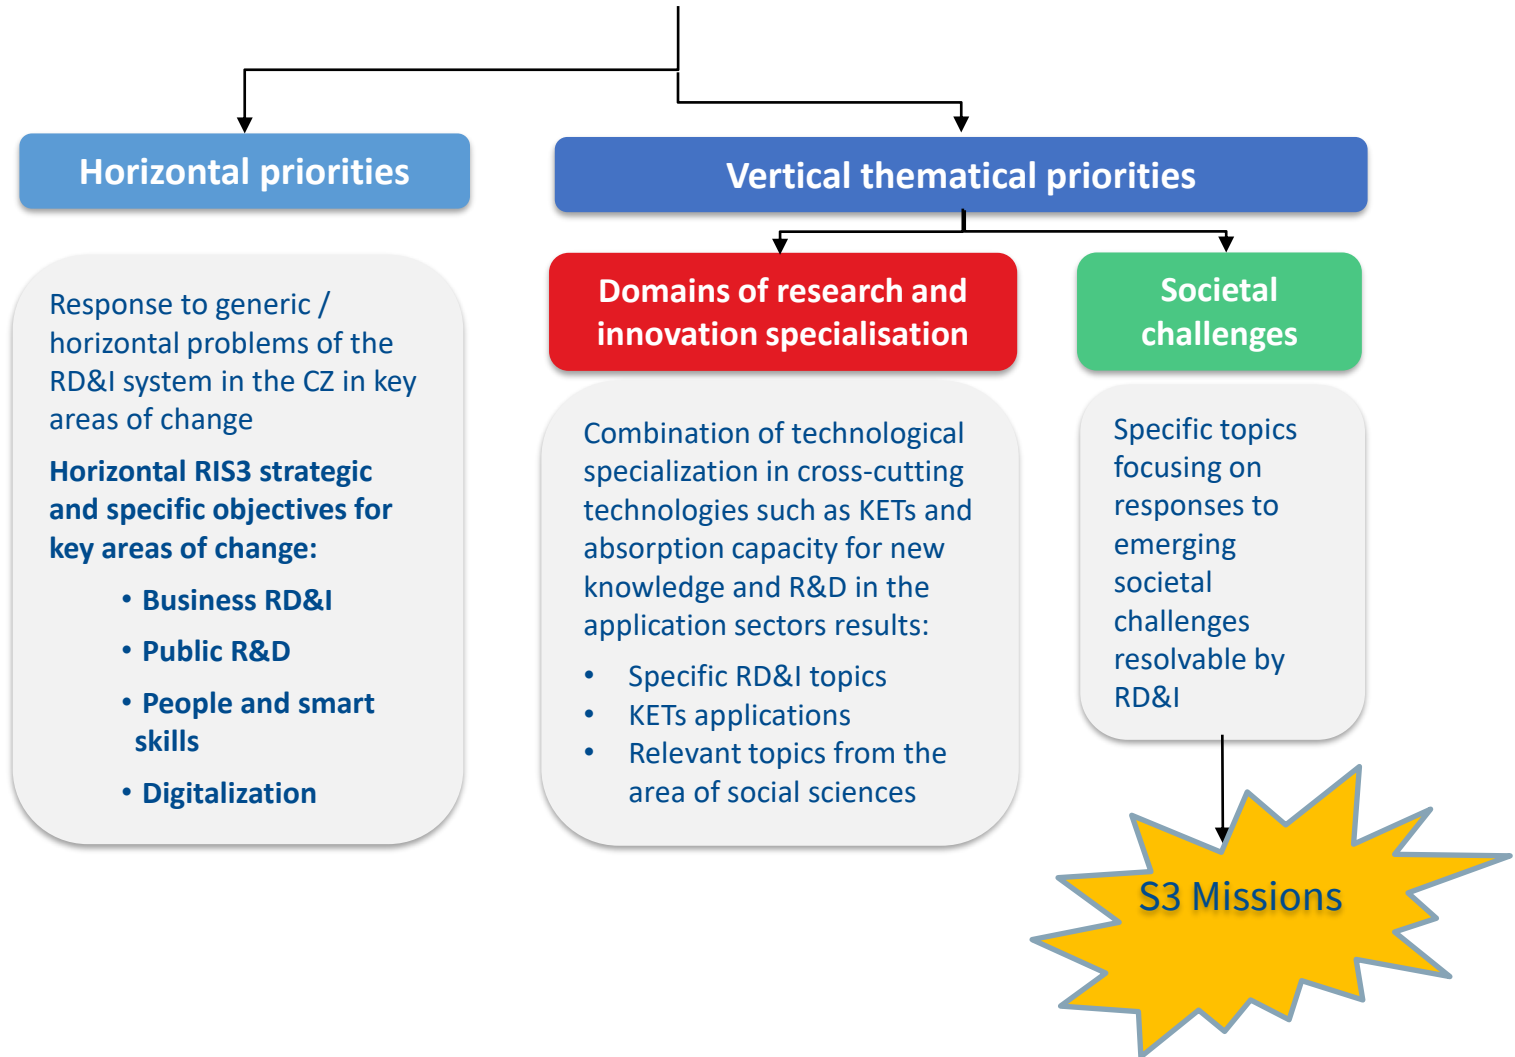 Horizontal priorities
Vertical thematical priorities
Response to generic /
horizontal problems of the
RD&I system in the CZ in key
areas of change
Horizontal RIS3 strategic
and specific objectives for
key areas of change:
• Business RD&I
• Public R&D
• People and smart
skills
• Digitalization
Domains of research and
innovation specialisation
Combination of technological
specialization in cross-cutting
technologies such as KETs and
absorption capacity for new
knowledge and R&D in the
application sectors results:
• Specific RD&I topics
• KETs applications
• Relevant topics from the
area of social sciences
Societal
challenges
Specific topics
focusing on
responses to
emerging
societal
challenges
resolvable by
RD&I
S3 Missions